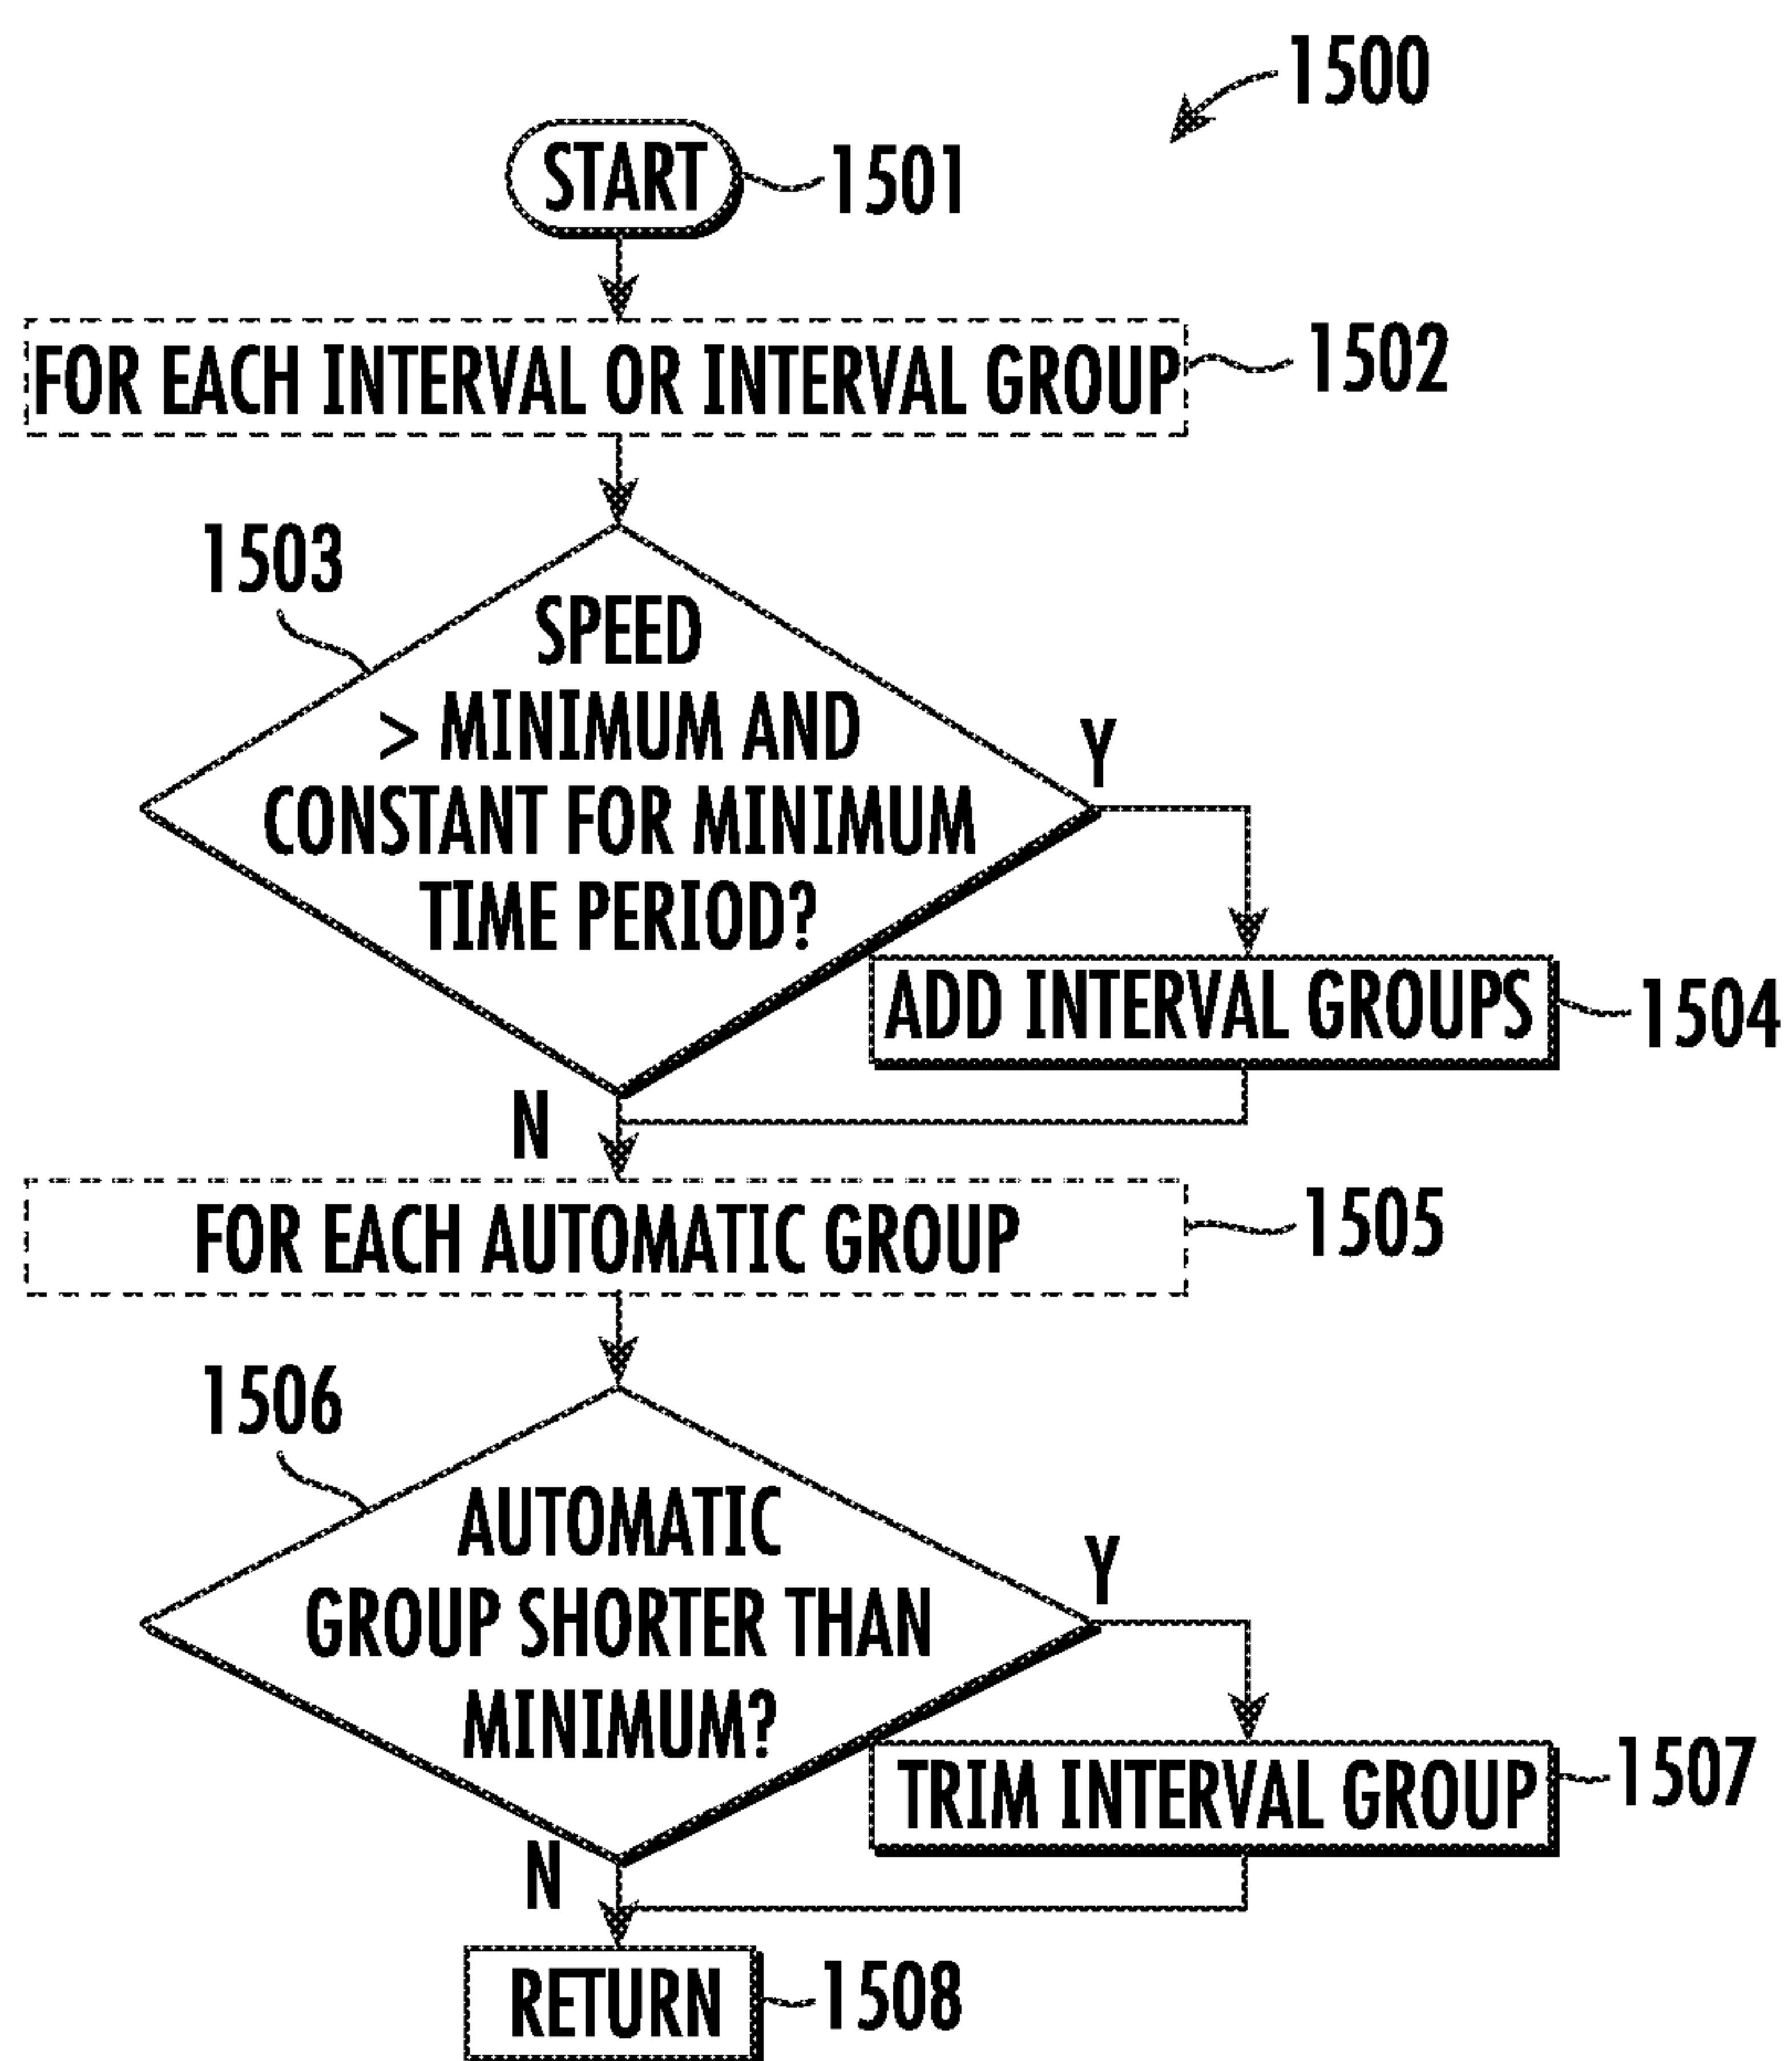 1500
START
1501
FOR EACH INTERVAL OR INTERVAL GROUP
1502
1503
SPEED
> MINIMUM AND
CONSTANT FOR MINIMUM
TIME PERIOD?
Y
ADD INTERVAL GROUPS
1504
N
FOR EACH AUTOMATIC GROUP
1505
1506
AUTOMATIC
GROUP SHORTER THAN
MINIMUM?
Y
TRIM INTERVAL GROUP
1507
N
RETURN
1508